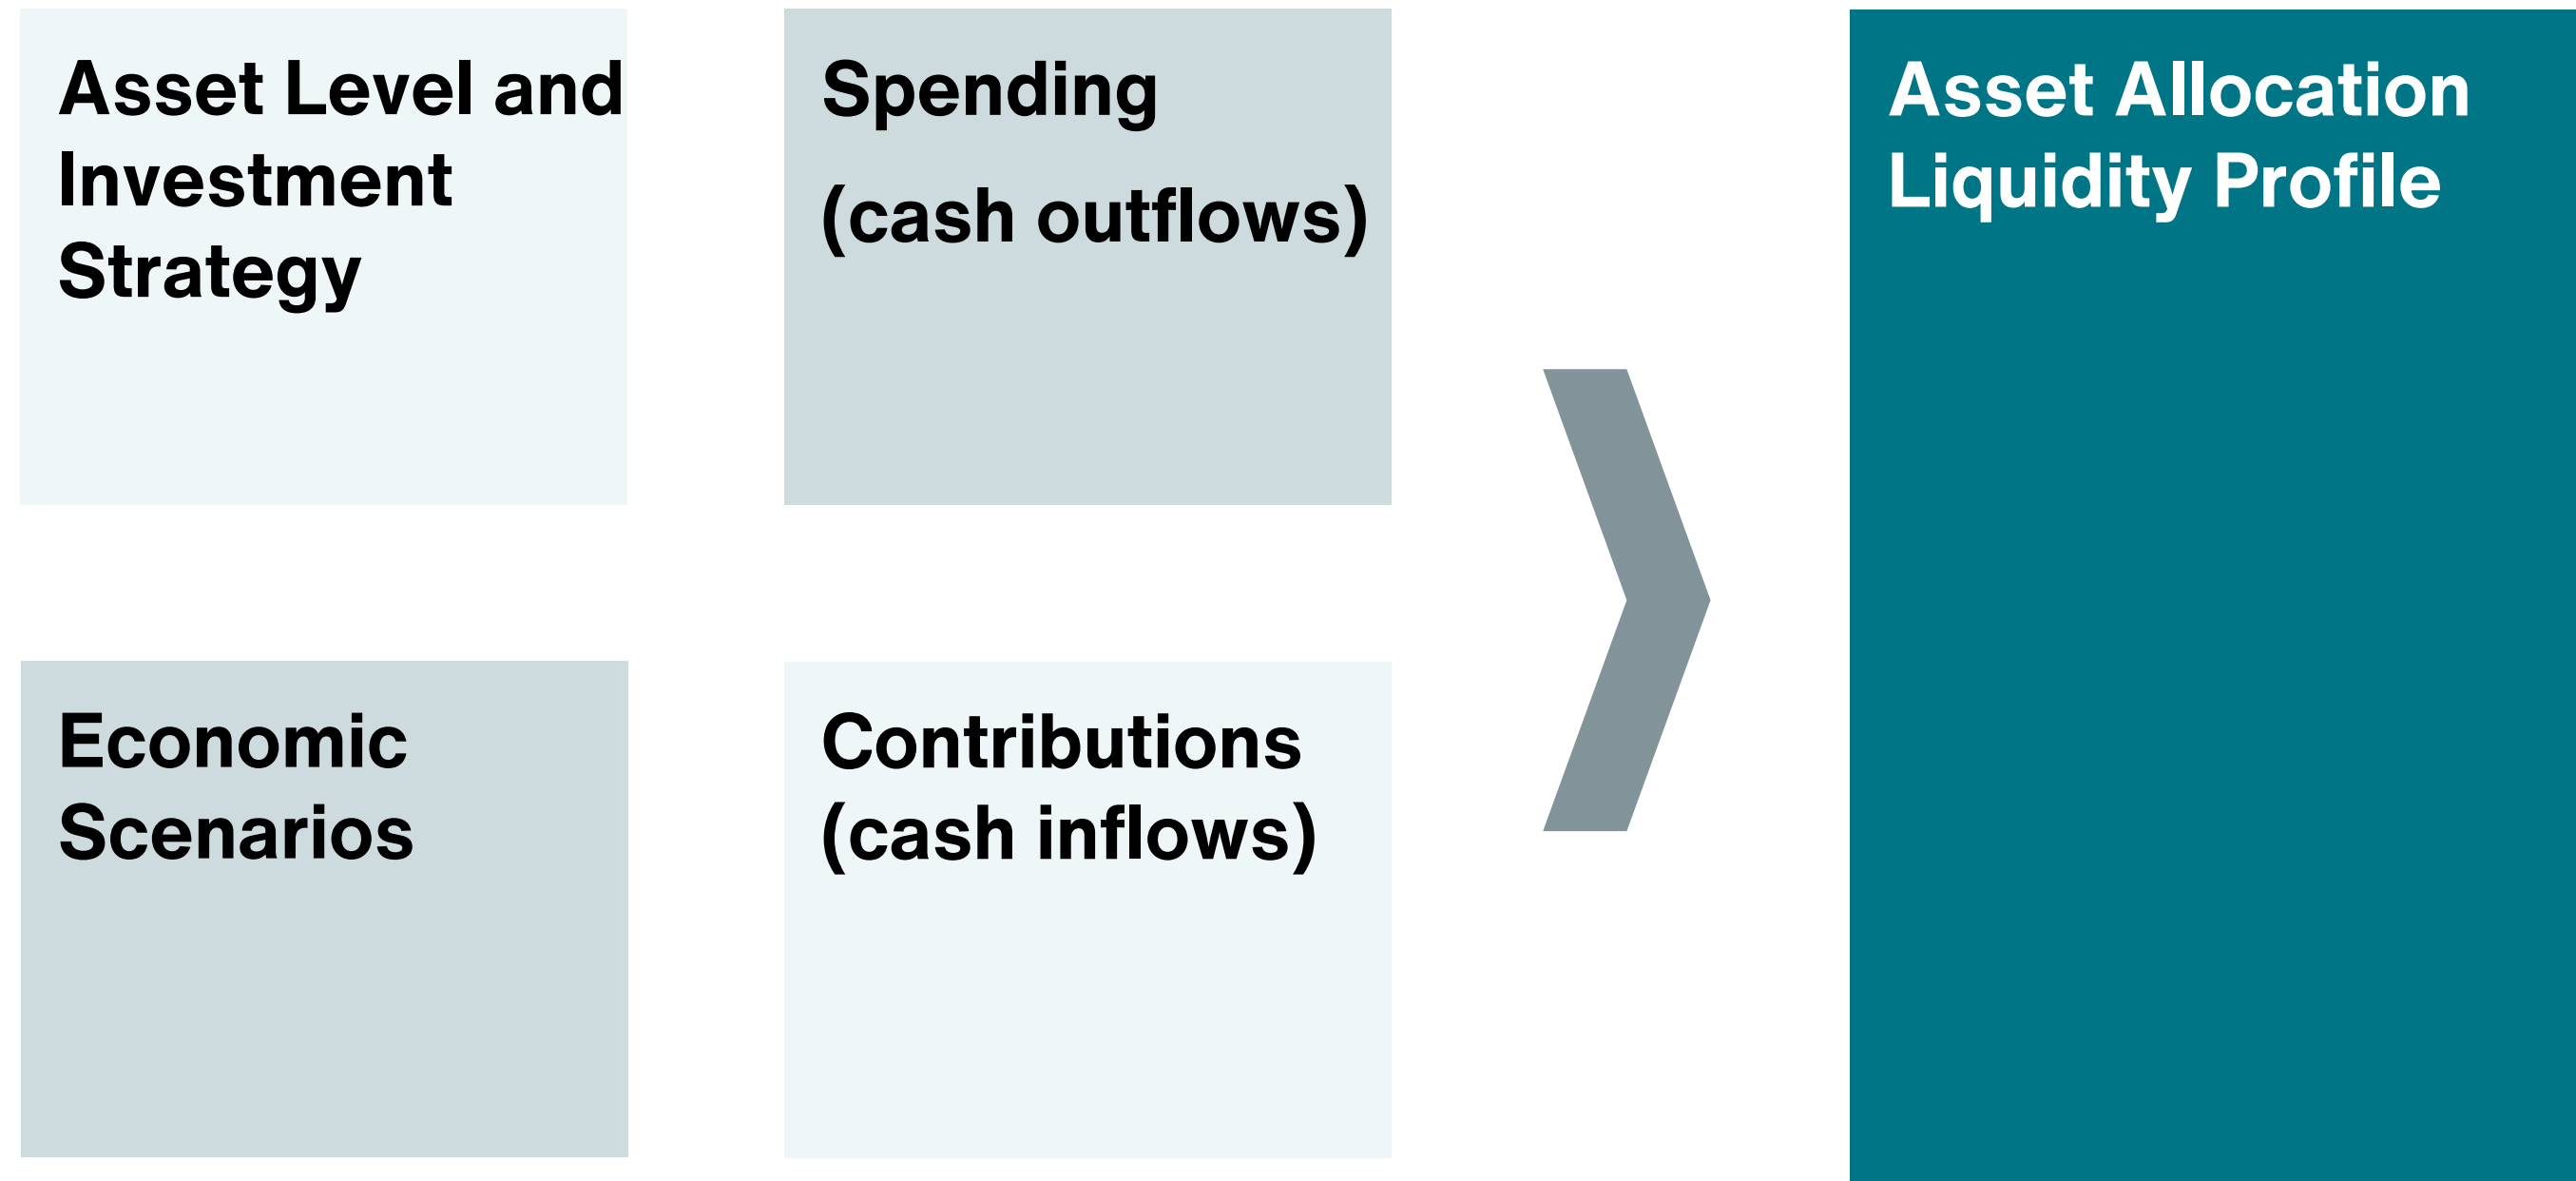 Asset Level and
Investment
Strategy
Spending
(cash outflows)
Economic
Scenarios
Contributions
(cash inflows)
Asset Allocation
Liquidity Profile